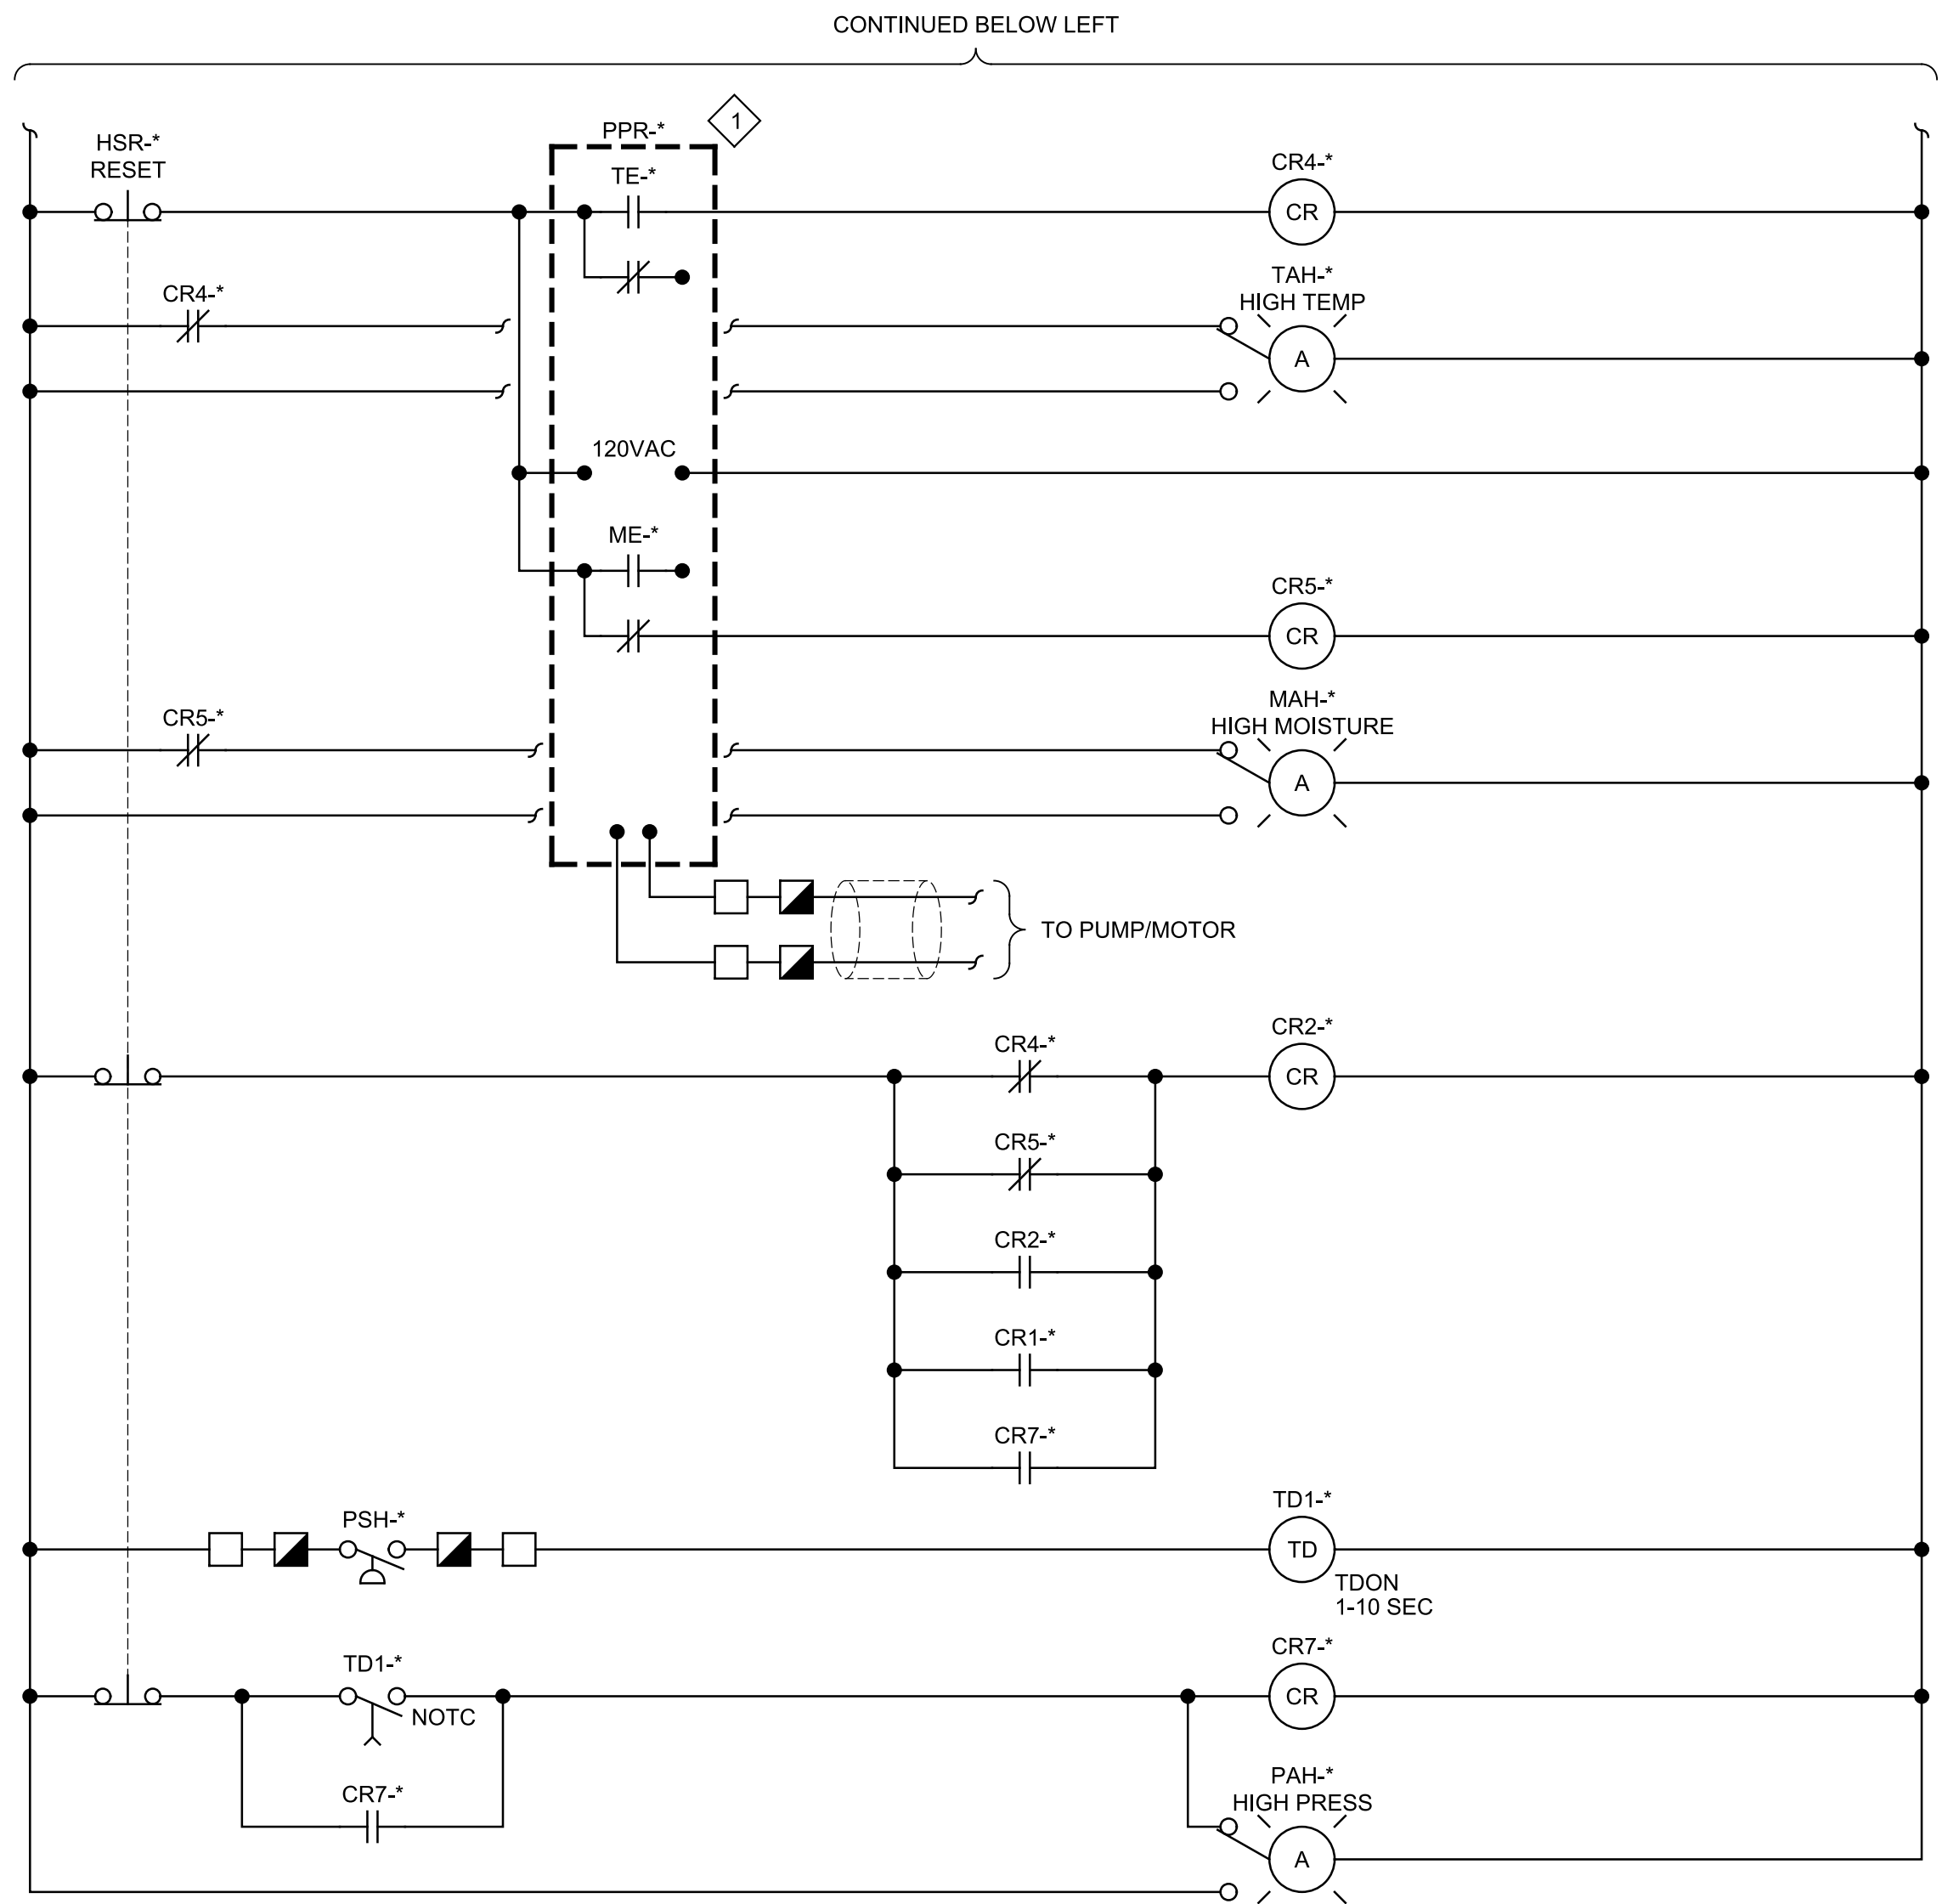 CONTINUED BELOW LEFT
1
HSR-*
RESET
PPR-*
TE-*
CR4-*
CR
CR4-*
TAH-*
HIGH TEMP
A
120VAC
ME-*
CR5-*
CR
CR5-*
MAH-*
HIGH MOISTURE
A
TO PUMP/MOTOR
CR4-*
CR2-*
CR
CR5-*
CR2-*
CR1-*
CR7-*
PSH-*
TD1-*
TD
TDON
1-10 SEC
TD1-*
NOTC
CR7-*
CR
CR7-*
PAH-*
HIGH PRESS
A